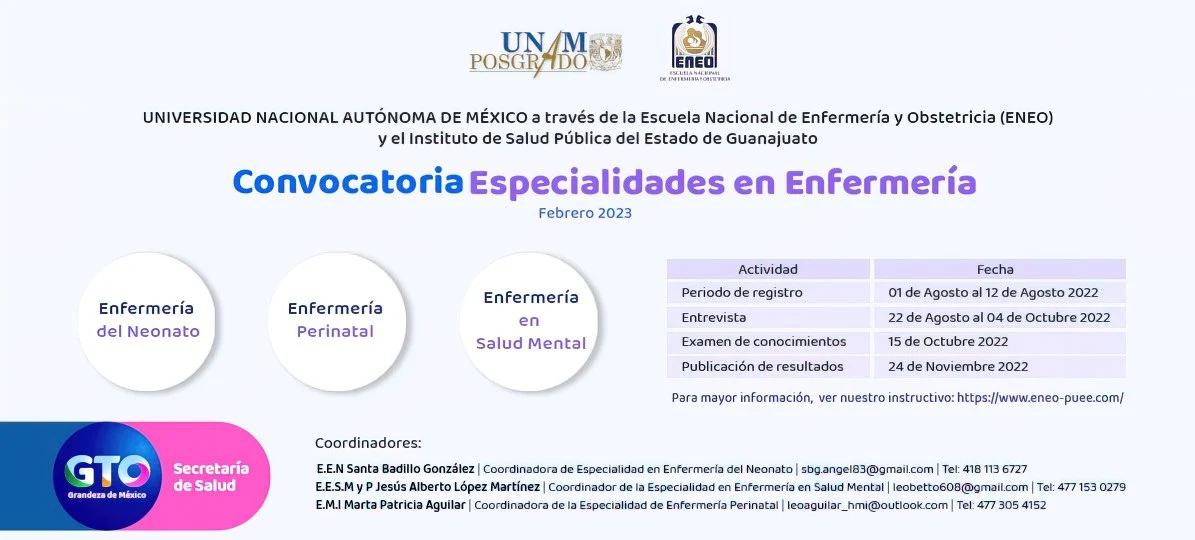 UNAM
POSGRADO
ENEO
ESCUELA NACIONAL
DE ENFERMERÍA Y OBSTETRICIA
UNIVERSIDAD NACIONAL AUTÓNOMA DE MÉXICO a través de la Escuela Nacional de Enfermería y Obstetricia (ENEO)
y el Instituto de Salud Pública del Estado de Guanajuato
Convocatoria Especialidades en Enfermería
Febrero 2023
Enfermería
del Neonato
Enfermería
Perinatal
Enfermería
en
Salud Mental
Actividad Fecha
Periodo de registro 01 de Agosto al 12 de Agosto 2022
Entrevista 22 de Agosto al 04 de Octubre 2022
Examen de conocimientos 15 de Octubre 2022
Publicación de resultados 24 de Noviembre 2022
Para mayor información, ver nuestro instructivo: https://www.eneo-puee.com/
GTO
Grandeza de México
Secretaría
de Salud
Coordinadores:
E.E.N Santa Badillo González | Coordinadora de Especialidad en Enfermería del Neonato | sbg.angel83@gmail.com | Tel: 418 113 6727
E.E.S.M y P Jesús Alberto López Martínez | Coordinador de la Especialidad en Enfermería en Salud Mental | leobetto608@gmail.com | Tel: 477 153 0279
E.M.I Marta Patricia Aguilar | Coordinadora de la Especialidad de Enfermería Perinatal | leoaguilar_hmi@outlook.com | Tel: 477 305 4152